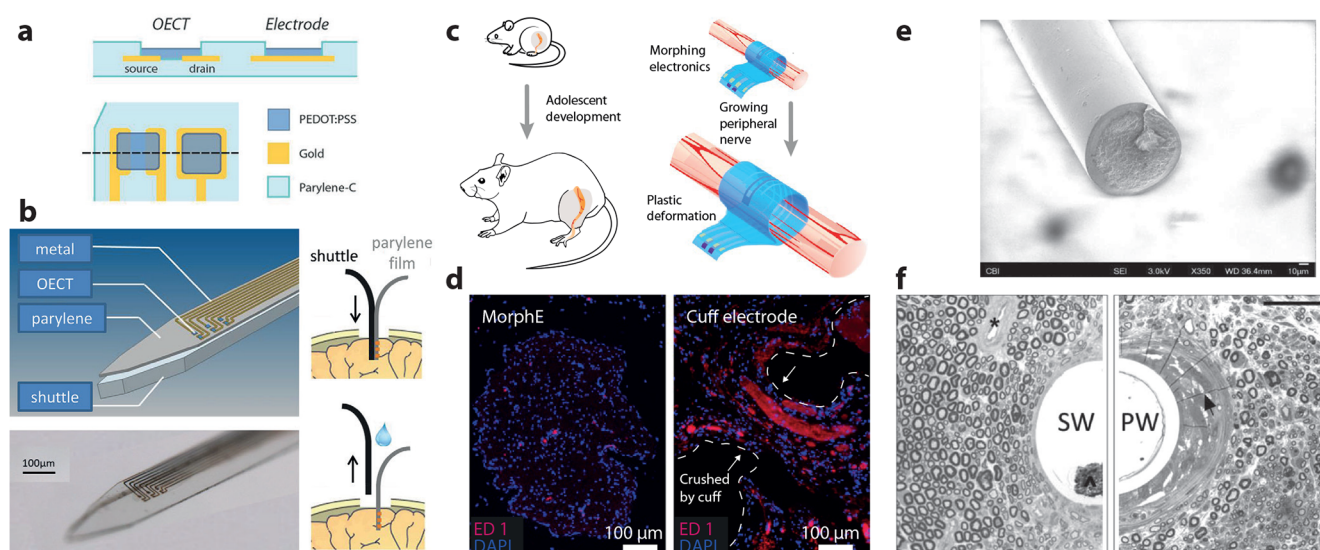 a
OECT
Electrode
source
drain
PEDOT:PSS
Gold
Parylene-C
b
metal
OECT
parylene
shuttle
100µm
shuttle
parylene
film
c
Adolescent
development
Morphing
electronics
Growing
peripheral
nerve
Plastic
deformation
d
MorphE
ED 1
DAPI
100 µm
Cuff electrode
Crushed
by cuff
ED 1
DAPI
100 µm
e
CBI
SEI
3.0kV
X350
WD 36.4mm
10µm
f
*
SW
PW